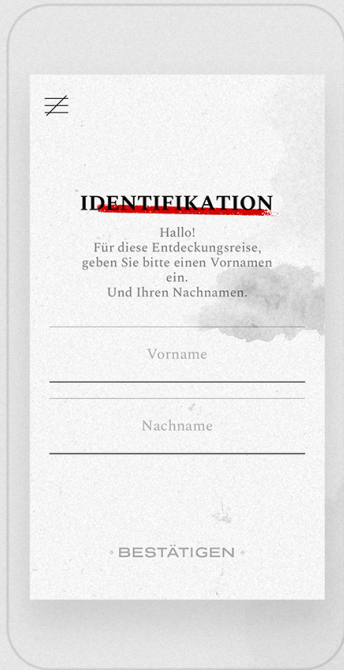 IDENTIFIKATION
Hallo!
Für diese Entdeckungsreise,
geben Sie bitte einen Vornamen
ein.
Und Ihren Nachnamen.
Vorname
Nachname
BESTÄTIGEN